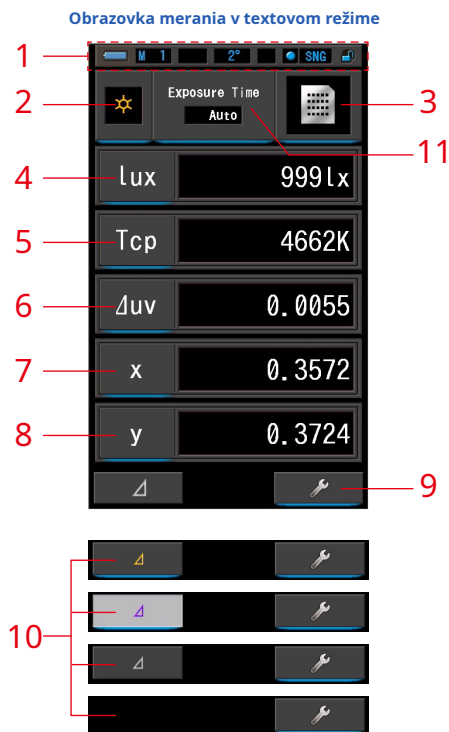 Obrazovka merania v textovom režime
1
M 1 2° SNG
2
Exposure Time
Auto
3
11
4
lux 999lx
5
Tcp 4662K
6
⊿uv 0.0055
7
x 0.3572
8
y 0.3724
⊿
9
⊿
⊿
10
⊿